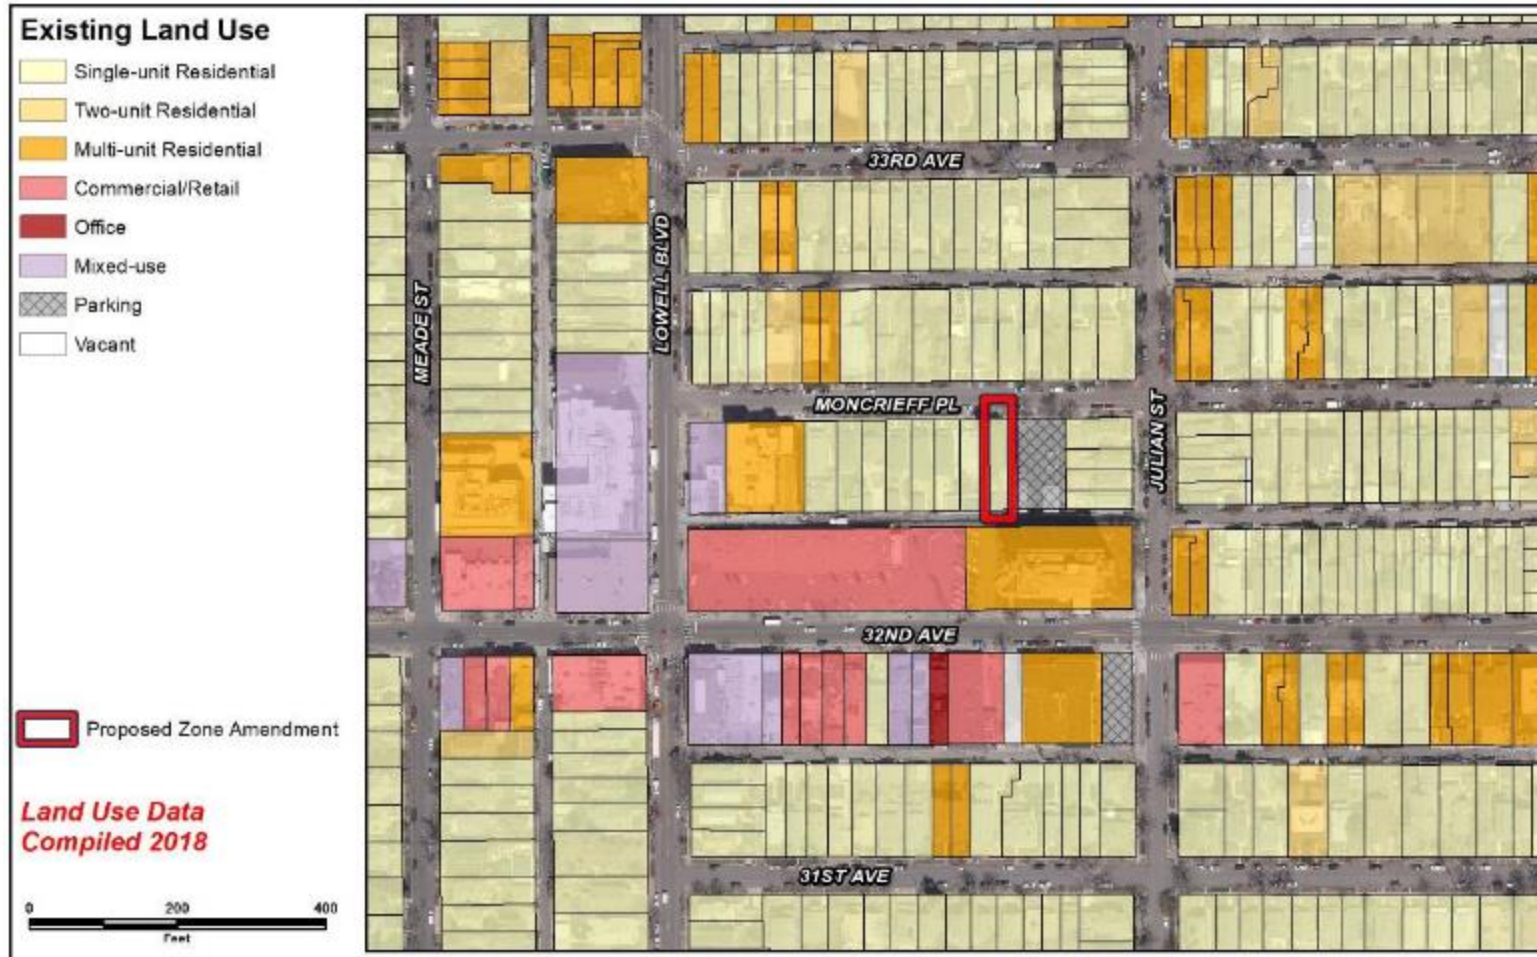 Existing Land Use
Single-unit Residential
Two-unit Residential
Multi-unit Residential
Commercial/Retail
Office
Mixed-use
Parking
Vacant
Proposed Zone Amendment
Land Use Data
Compiled 2018
0 200 400
Feet
33RD AVE
MEADE ST
LOWELL BLVD
MONCRIEFF PL
JULIAN ST
32ND AVE
31ST AVE